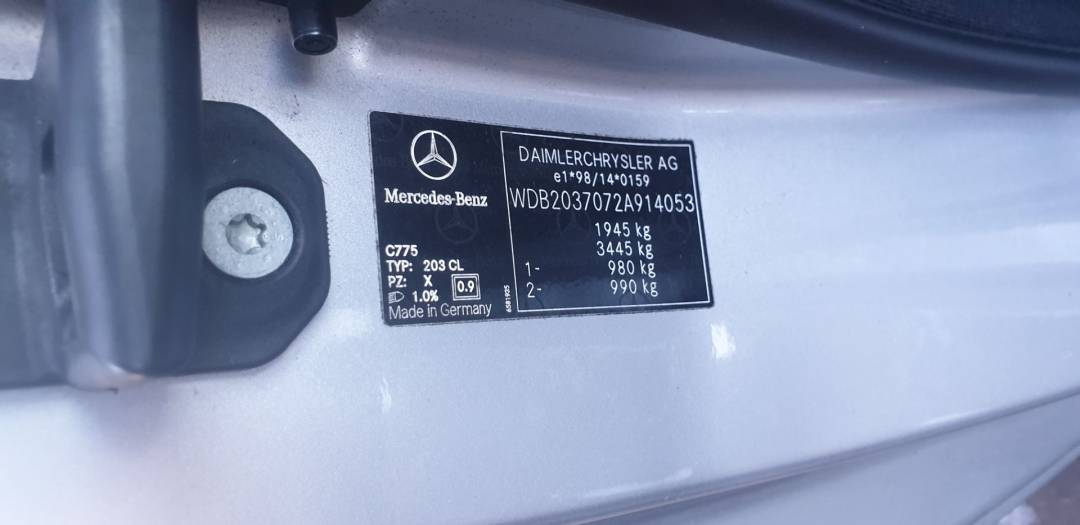 Mercedes-Benz
C775
TYP: 203 CL
PZ: X
1.0% 0.9
Made in Germany
6581925
DAIMLERCHRYSLER AG
e1*98/14*0159
WDB2037072A914053
1945 kg
3445 kg
1- 980 kg
2- 990 kg